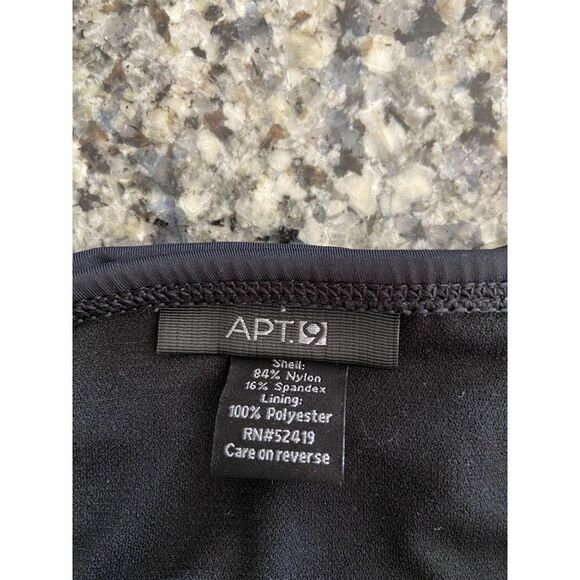 APT.9
Shell:
84% Nylon
16% Spandex
Lining:
100% Polyester
RN#52419
Care on reverse